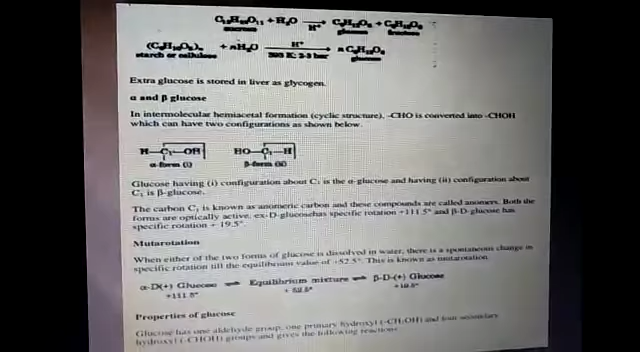 C₁₂H₂₂O₁₁ + H₂O → C₆H₁₂O₆ + C₆H₁₂O₆
H⁺
sucrose glucose fructose
(C₆H₁₀O₅)ₙ + nH₂O → n C₆H₁₂O₆
H⁺
starch or cellulose 393 K; 2-3 bar glucose
Extra glucose is stored in liver as glycogen.
α and β glucose
In intermolecular hemiacetal formation (cyclic structure), -CHO is converted into -CHOH
which can have two configurations as shown below.
H—C₁—OH HO—C₁—H
α-form (i) β-form (ii)
Glucose having (i) configuration about C₁ is the α-glucose and having (ii) configuration about
C₁ is β-glucose.
The carbon C₁ is known as anomeric carbon and these compounds are called anomers. Both the
forms are optically active, ex-D-glucosehas specific rotation +111.5° and β-D-glucose has
specific rotation + 19.5°
Mutarotation
When either of the two forms of glucose is dissolved in water, there is a spontaneous change in
specific rotation till the equilibrium value of +52.5°. This is known as mutarotation.
α-D(+) Glucose ⇌ Equilibrium mixture ⇌ β-D-(+) Glucose
+111.5° + 52.5° +19.5°
Properties of glucose
Glucose has one aldehyde group, one primary hydroxyl (-CH₂OH) and four secondary
hydroxyl (-CHOH) groups and gives the following reactions